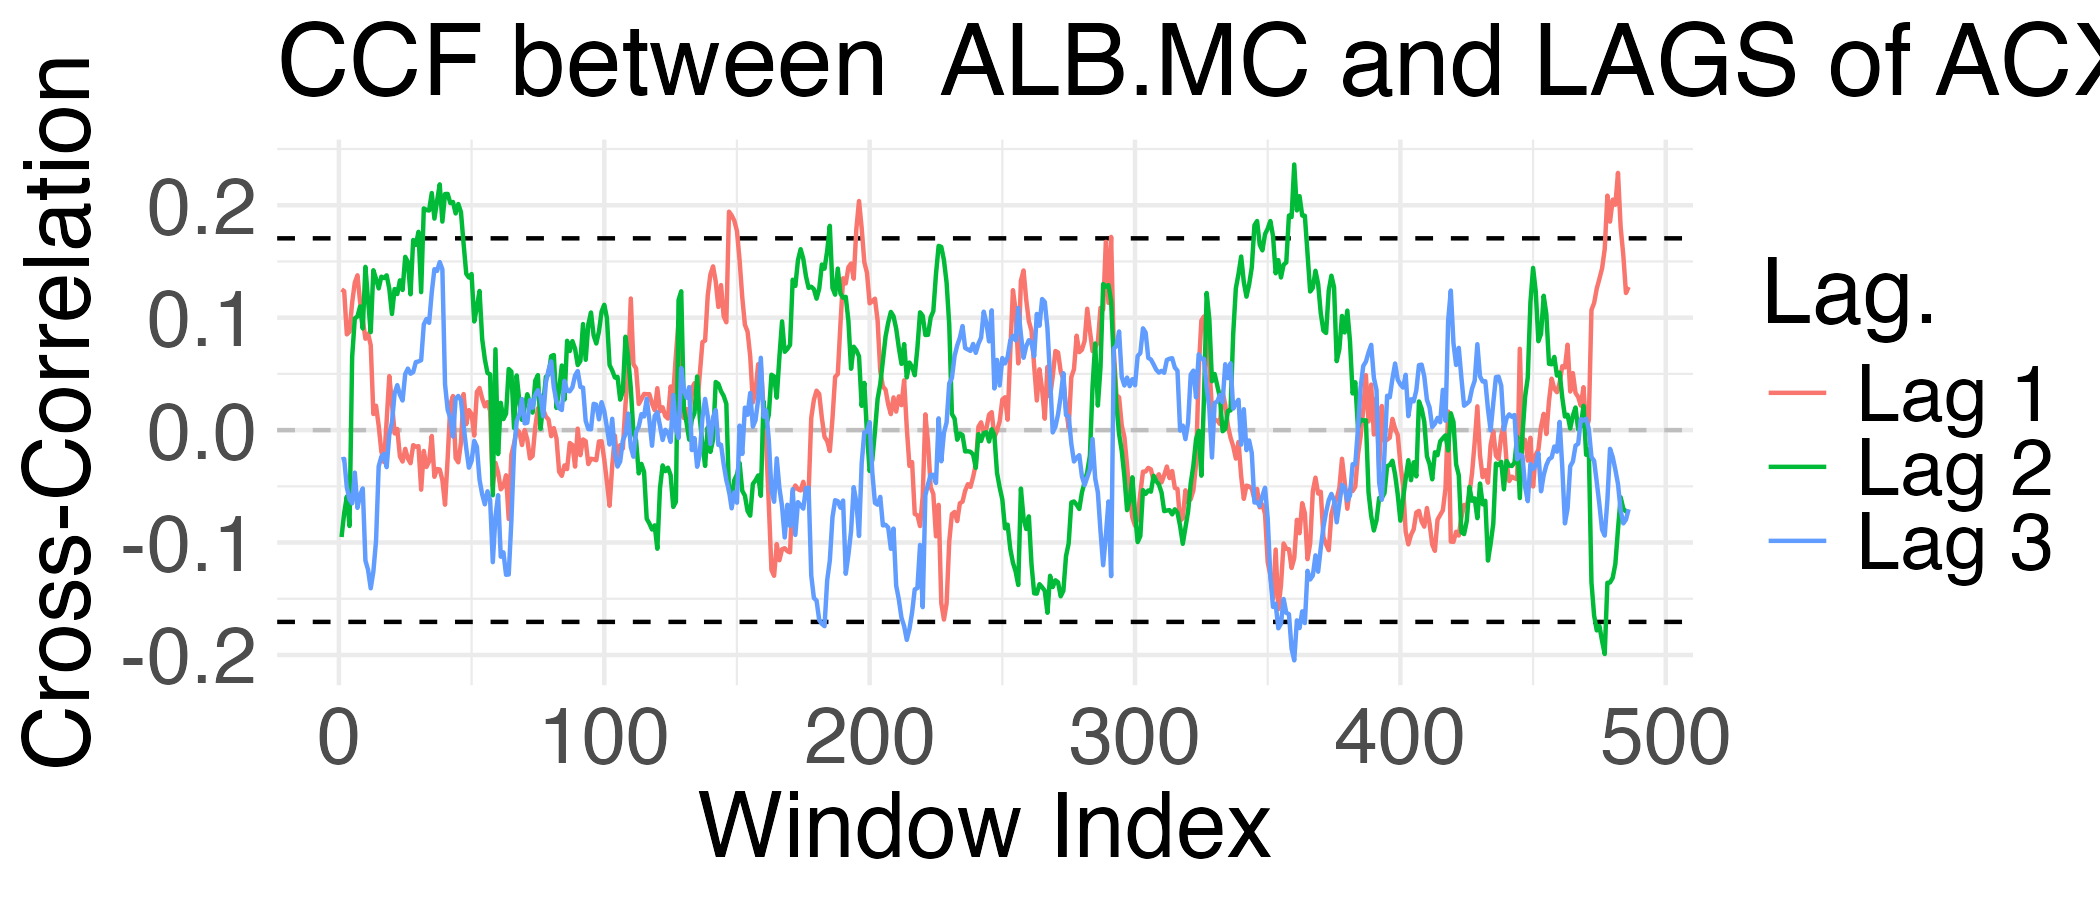 CCF between ALB.MC and LAGS of ACX
Cross-Correlation
0.2
0.1
0.0
-0.1
-0.2
0 100 200 300 400 500
Window Index
Lag.
Lag 1
Lag 2
Lag 3